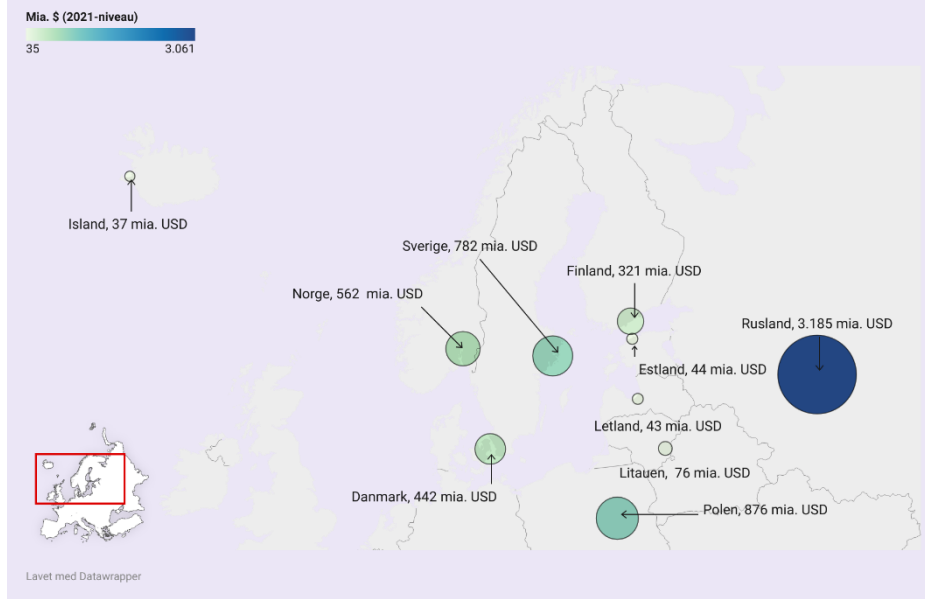 Mia. $ (2021-niveau)
35 3.061
Island, 37 mia. USD
Sverige, 782 mia. USD
Finland, 321 mia. USD
Norge, 562 mia. USD
Rusland, 3.185 mia. USD
Estland, 44 mia. USD
Letland, 43 mia. USD
Litauen, 76 mia. USD
Danmark, 442 mia. USD
Polen, 876 mia. USD
Lavet med Datawrapper